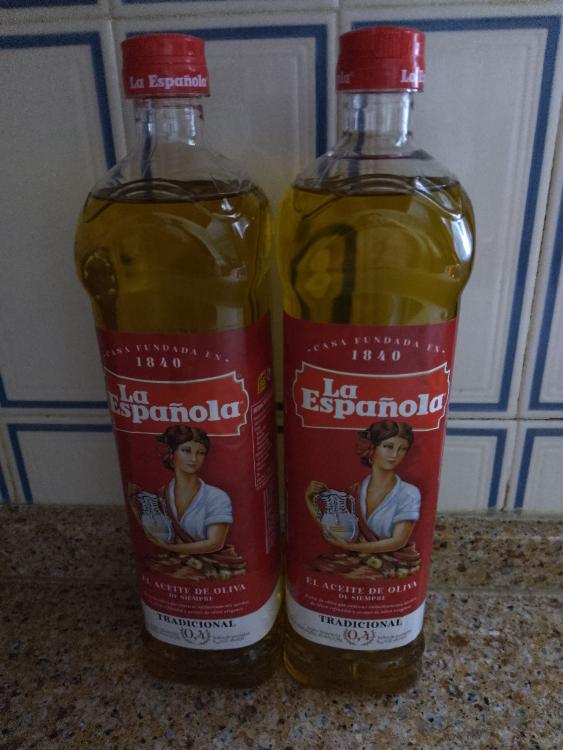 La Española
CASA FUNDADA EN
1840
La
Española
EL ACEITE DE OLIVA
DE SIEMPRE
TRADICIONAL
0,4
La
CASA FUNDADA EN
1840
La
Española
EL ACEITE DE OLIVA
DE SIEMPRE
TRADICIONAL
0,4